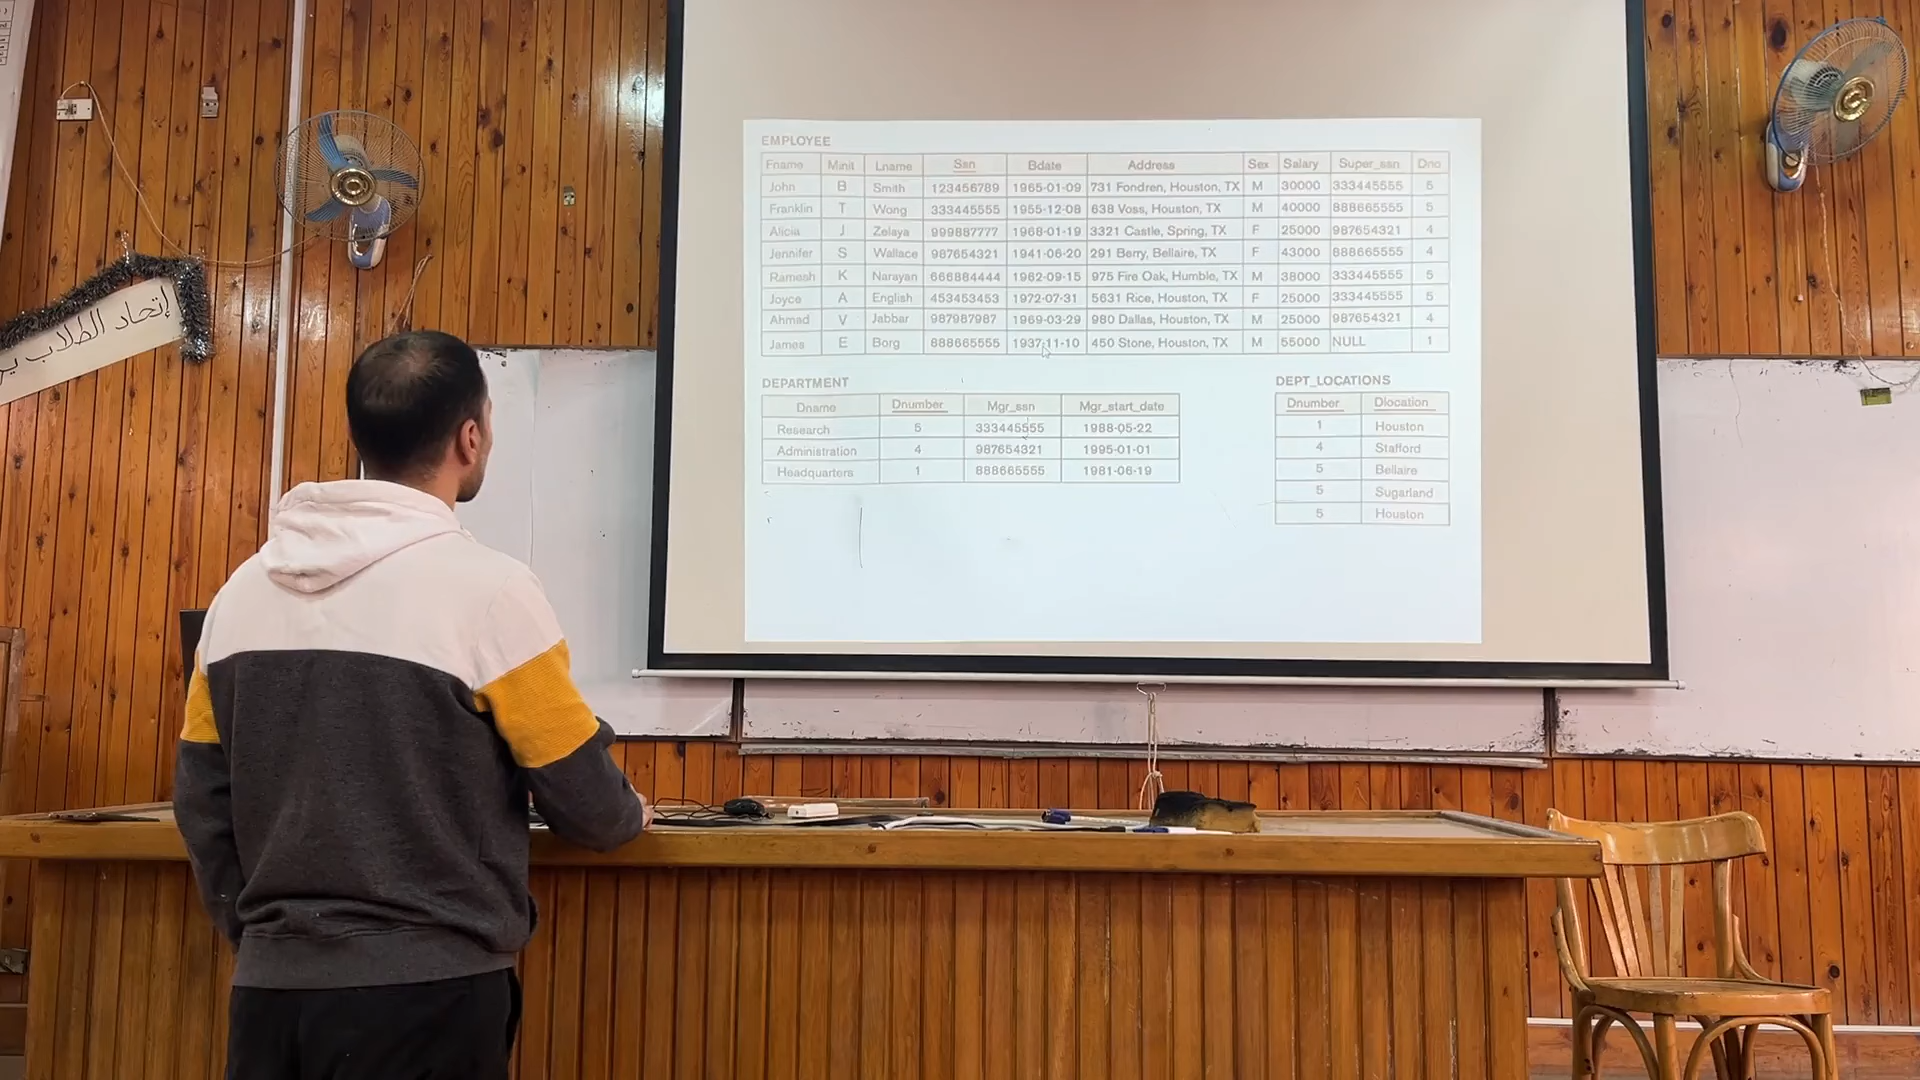 إتحاد الطلاب
EMPLOYEE
Fname Minit Lname Ssn Bdate Address Sex Salary Super_ssn Dno
John B Smith 123456789 1965-01-09 731 Fondren, Houston, TX M 30000 333445555 5
Franklin T Wong 333445555 1955-12-08 638 Voss, Houston, TX M 40000 888665555 5
Alicia J Zelaya 999887777 1968-01-19 3321 Castle, Spring, TX F 25000 987654321 4
Jennifer S Wallace 987654321 1941-06-20 291 Berry, Bellaire, TX F 43000 888665555 4
Ramesh K Narayan 666884444 1962-09-15 975 Fire Oak, Humble, TX M 38000 333445555 5
Joyce A English 453453453 1972-07-31 5631 Rice, Houston, TX F 25000 333445555 5
Ahmad V Jabbar 987987987 1969-03-29 980 Dallas, Houston, TX M 25000 987654321 4
James E Borg 888665555 1937-11-10 450 Stone, Houston, TX M 55000 NULL 1
DEPARTMENT
Dname Dnumber Mgr_ssn Mgr_start_date
Research 5 333445555 1988-05-22
Administration 4 987654321 1995-01-01
Headquarters 1 888665555 1981-06-19
DEPT_LOCATIONS
Dnumber Dlocation
1 Houston
4 Stafford
5 Bellaire
5 Sugarland
5 Houston